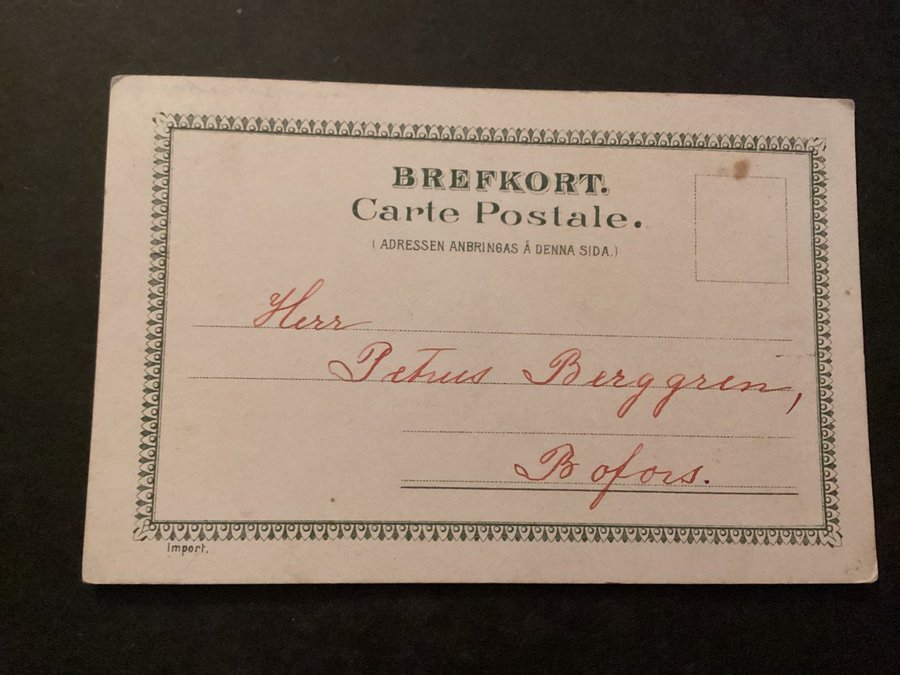 BREFKORT.
Carte Postale.
(ADRESSEN ANBRINGAS Å DENNA SIDA.)
Herr
Petrus Berggren,
Bofors.
Import.